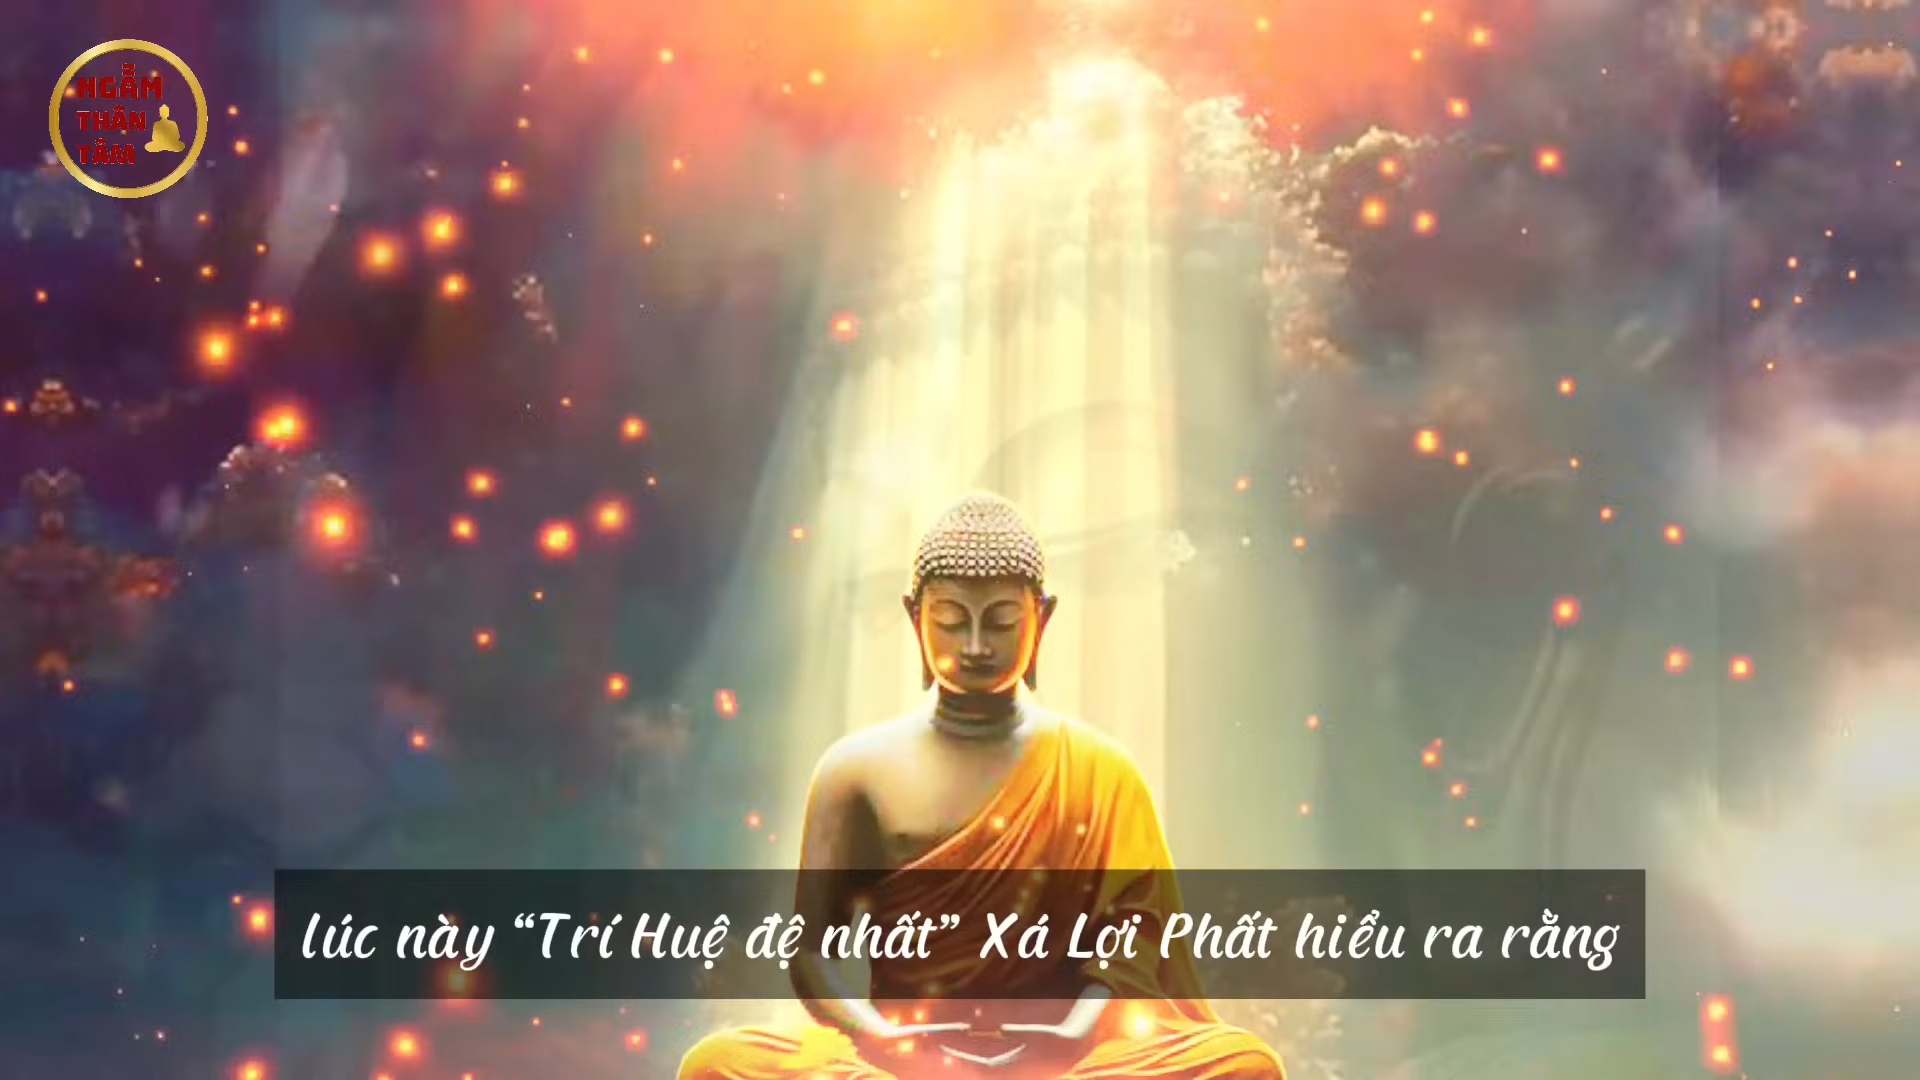 NGẪM
THÂN
TÂM
lúc này “Trí Huệ đệ nhất” Xá Lợi Phất hiểu ra rằng